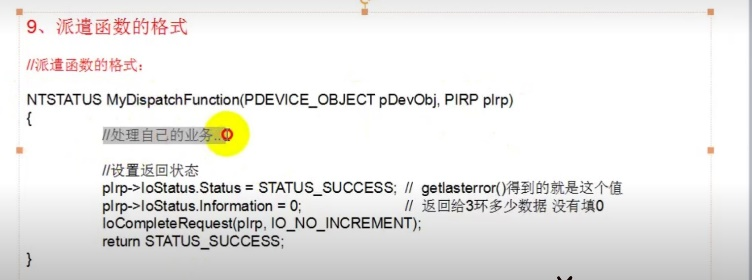 9、派遣函数的格式
//派遣函数的格式：
NTSTATUS MyDispatchFunction(PDEVICE_OBJECT pDevObj, PIRP pIrp)
{
//处理自己的业务...
//设置返回状态
pIrp->IoStatus.Status = STATUS_SUCCESS; // getlasterror()得到的就是这个值
pIrp->IoStatus.Information = 0; // 返回给3环多少数据 没有填0
IoCompleteRequest(pIrp, IO_NO_INCREMENT);
return STATUS_SUCCESS;
}